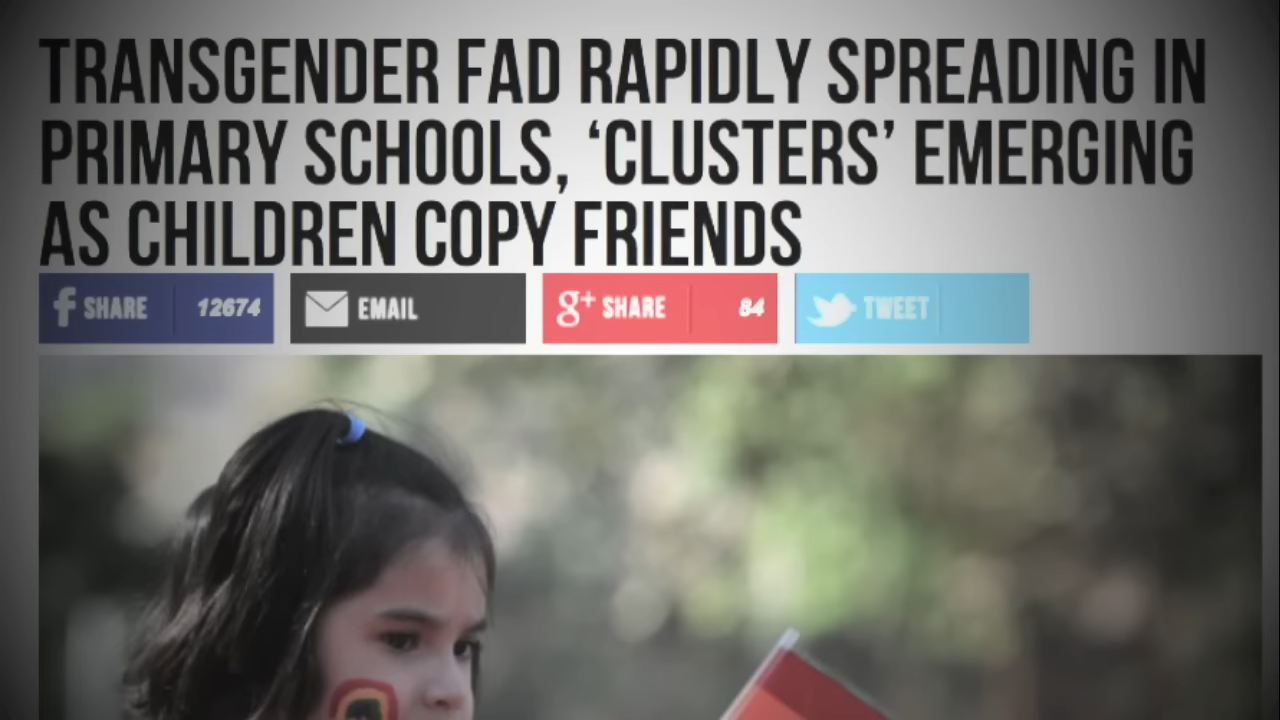 TRANSGENDER FAD RAPIDLY SPREADING IN
PRIMARY SCHOOLS, ‘CLUSTERS’ EMERGING
AS CHILDREN COPY FRIENDS
f SHARE 12674
EMAIL
g+ SHARE 84
TWEET